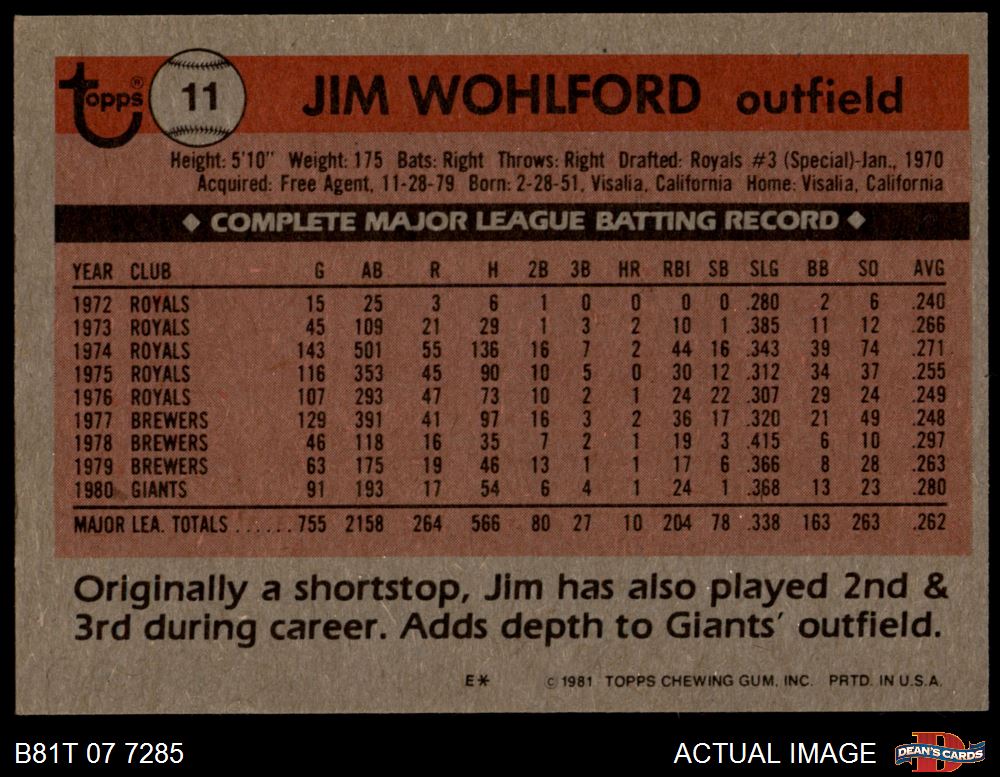 Topps® 11 JIM WOHLFORD outfield
Height: 5'10" Weight: 175 Bats: Right Throws: Right Drafted: Royals #3 (Special)-Jan., 1970
Acquired: Free Agent, 11-28-79 Born: 2-28-51, Visalia, California Home: Visalia, California
◆ COMPLETE MAJOR LEAGUE BATTING RECORD ◆
YEAR CLUB G AB R H 2B 3B HR RBI SB SLG BB SO AVG
1972 ROYALS 15 25 3 6 1 0 0 0 0 .280 2 6 .240
1973 ROYALS 45 109 21 29 1 3 2 10 1 .385 11 12 .266
1974 ROYALS 143 501 55 136 16 7 2 44 16 .343 39 74 .271
1975 ROYALS 116 353 45 90 10 5 0 30 12 .312 34 37 .255
1976 ROYALS 107 293 47 73 10 2 1 24 22 .307 29 24 .249
1977 BREWERS 129 391 41 97 16 3 2 36 17 .320 21 49 .248
1978 BREWERS 46 118 16 35 7 2 1 19 3 .415 6 10 .297
1979 BREWERS 63 175 19 46 13 1 1 17 6 .366 8 28 .263
1980 GIANTS 91 193 17 54 6 4 1 24 1 .368 13 23 .280
MAJOR LEA. TOTALS ...... 755 2158 264 566 80 27 10 204 78 .338 163 263 .262
Originally a shortstop, Jim has also played 2nd &
3rd during career. Adds depth to Giants' outfield.
E* © 1981 TOPPS CHEWING GUM, INC. PRTD. IN U.S.A.
B81T 07 7285 ACTUAL IMAGE DEAN'S CARDS